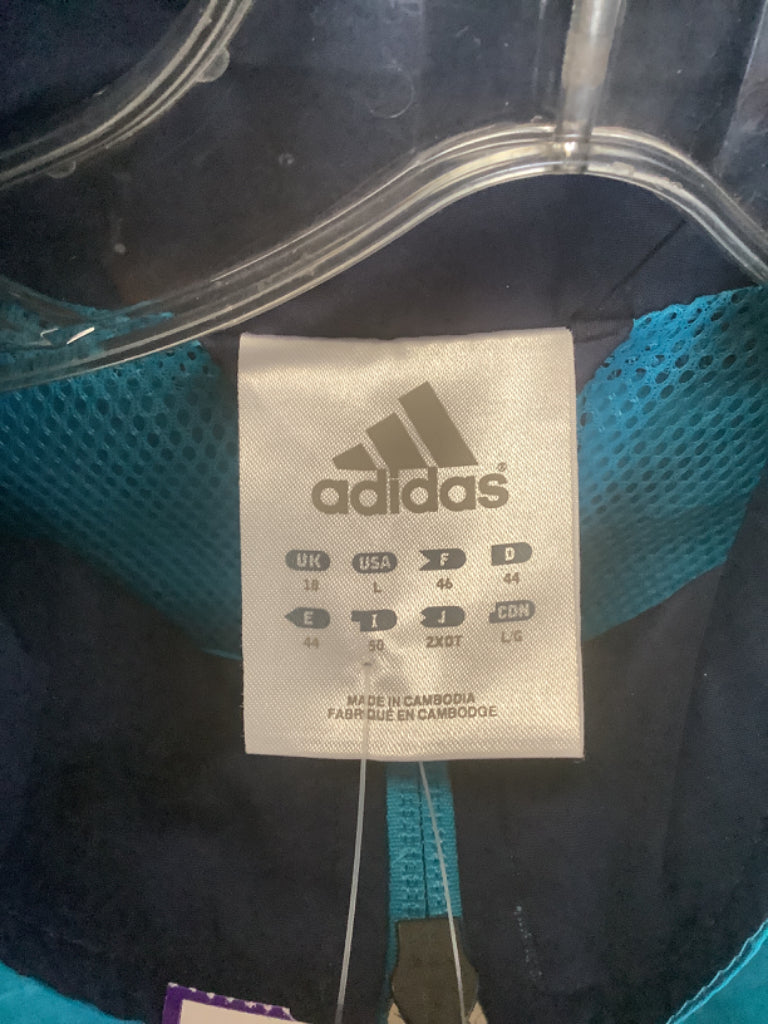 adidas®
UK USA F D
18 L 46 44
E I J CDN
44 50 2XOT L/G
MADE IN CAMBODIA
FABRIQUÉ EN CAMBODGE